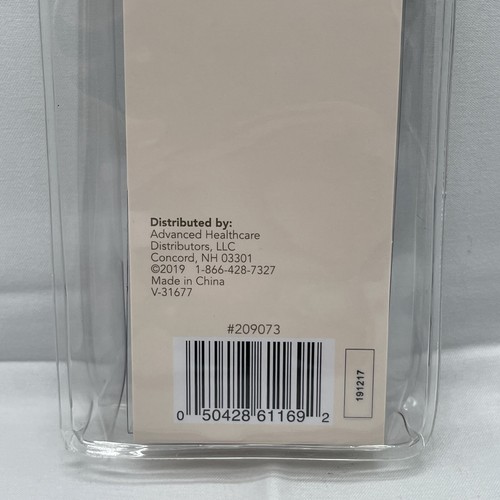 Distributed by:
Advanced Healthcare
Distributors, LLC
Concord, NH 03301
©2019 1-866-428-7327
Made in China
V-31677
#209073
0 50428 61169 2
191217